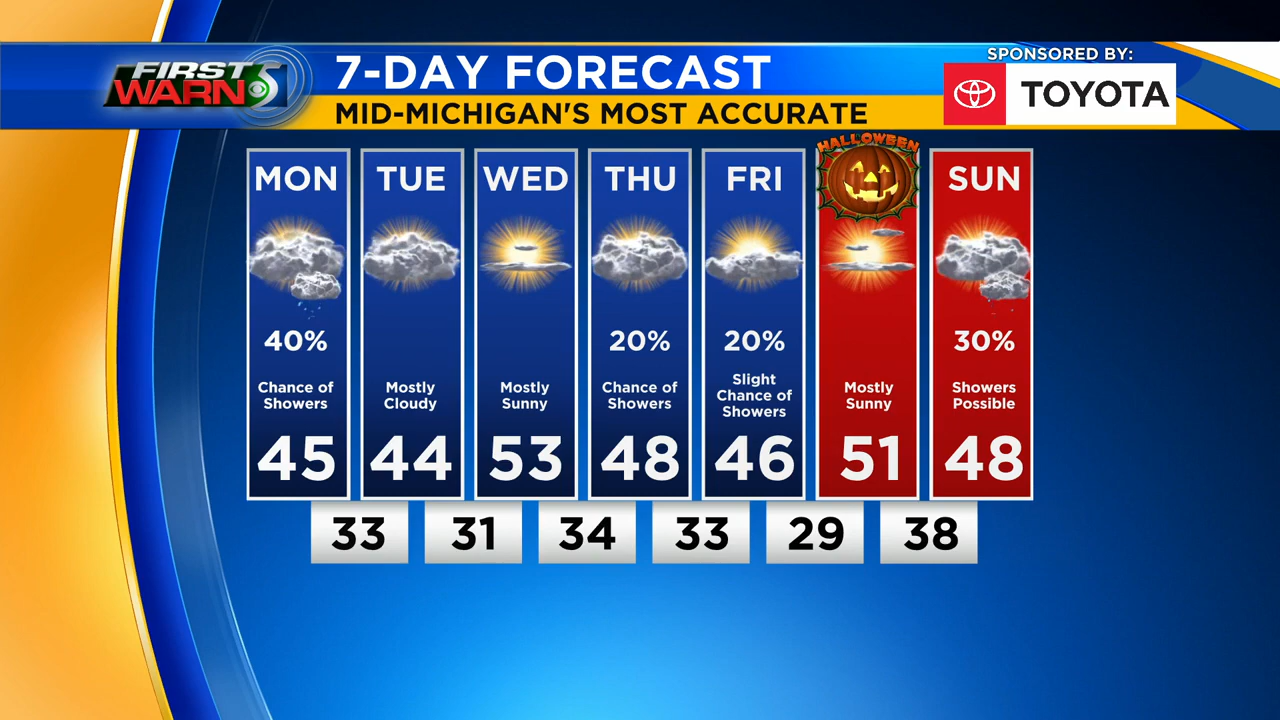 FIRST
WARN 5
7-DAY FORECAST
MID-MICHIGAN'S MOST ACCURATE
SPONSORED BY:
TOYOTA
MON
40%
Chance of
Showers
45
TUE
Mostly
Cloudy
44
WED
Mostly
Sunny
53
THU
20%
Chance of
Showers
48
FRI
20%
Slight
Chance of
Showers
46
HALLOWEEN
Mostly
Sunny
51
SUN
30%
Showers
Possible
48
33
31
34
33
29
38